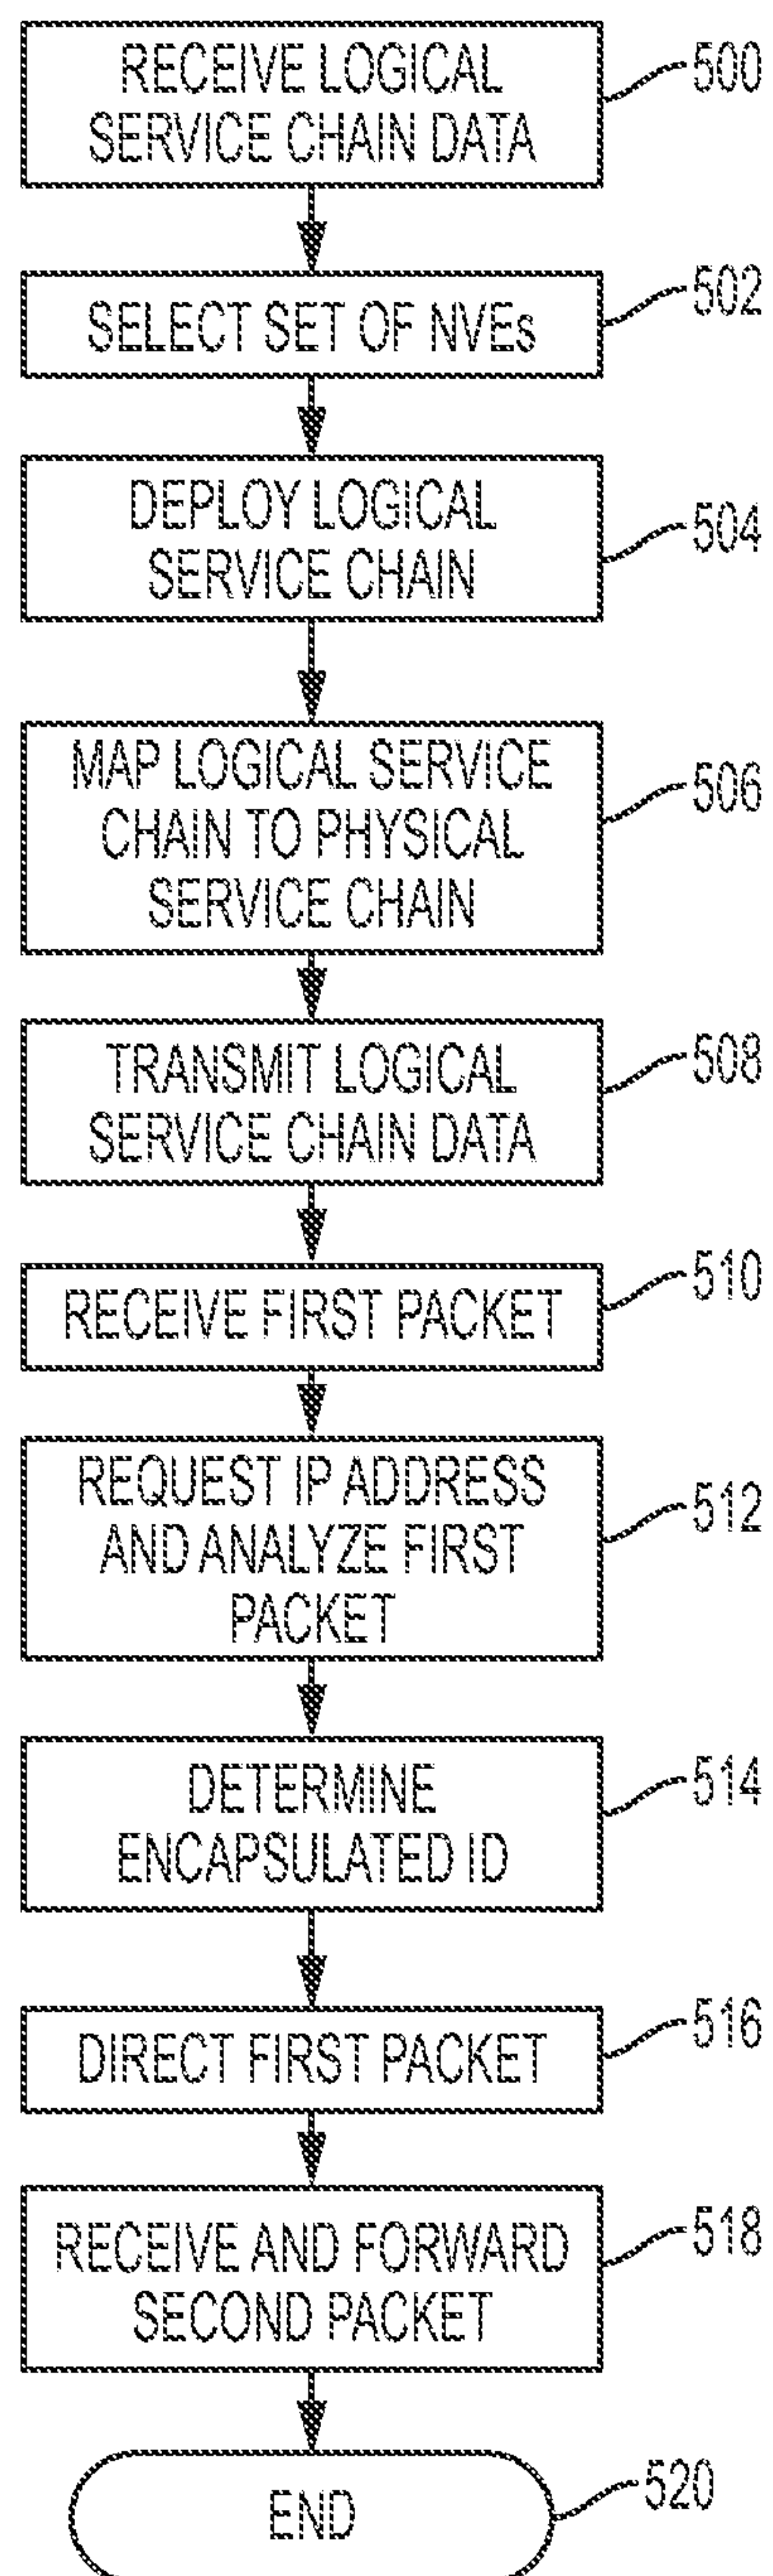 RECEIVE LOGICAL
SERVICE CHAIN DATA
500
SELECT SET OF NVEs
502
DEPLOY LOGICAL
SERVICE CHAIN
504
MAP LOGICAL SERVICE
CHAIN TO PHYSICAL
SERVICE CHAIN
506
TRANSMIT LOGICAL
SERVICE CHAIN DATA
508
RECEIVE FIRST PACKET
510
REQUEST IP ADDRESS
AND ANALYZE FIRST
PACKET
512
DETERMINE
ENCAPSULATED ID
514
DIRECT FIRST PACKET
516
RECEIVE AND FORWARD
SECOND PACKET
518
END
520